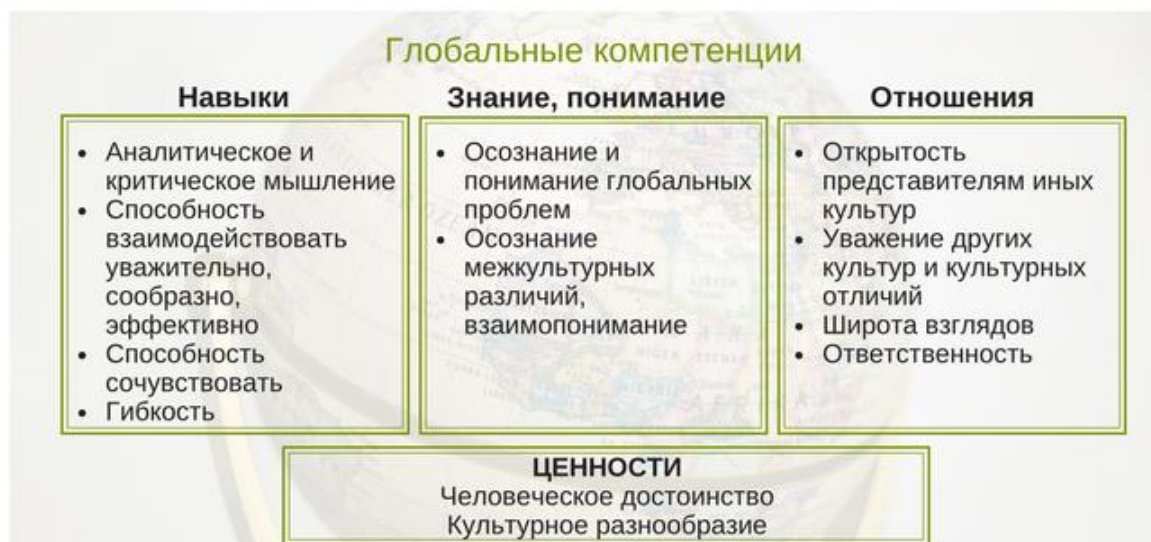 Глобальные компетенции
Навыки
• Аналитическое и
критическое мышление
• Способность
взаимодействовать
уважительно,
сообразно,
эффективно
• Способность
сочувствовать
• Гибкость
Знание, понимание
• Осознание и
понимание глобальных
проблем
• Осознание
межкультурных
различий,
взаимопонимание
Отношения
• Открытость
представителям иных
культур
• Уважение других
культур и культурных
отличий
• Широта взглядов
• Ответственность
ЦЕННОСТИ
Человеческое достоинство
Культурное разнообразие